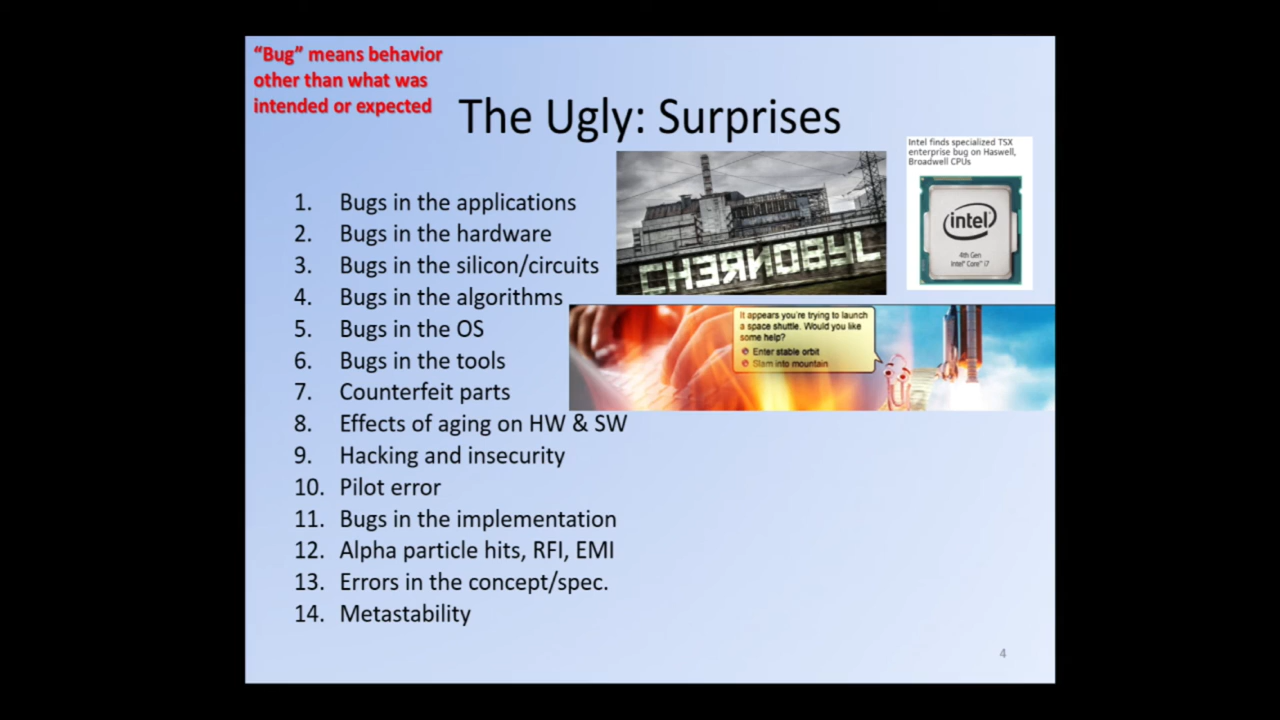 “Bug” means behavior
other than what was
intended or expected
The Ugly: Surprises
Intel finds specialized TSX
enterprise bug on Haswell,
Broadwell CPUs
1. Bugs in the applications
2. Bugs in the hardware
3. Bugs in the silicon/circuits
4. Bugs in the algorithms
5. Bugs in the OS
6. Bugs in the tools
7. Counterfeit parts
8. Effects of aging on HW & SW
9. Hacking and insecurity
10. Pilot error
11. Bugs in the implementation
12. Alpha particle hits, RFI, EMI
13. Errors in the concept/spec.
14. Metastability
CHERNOBYL
intel
4th Gen
Intel® Core™ i7
It appears you're trying to launch
a space shuttle. Would you like
some help?
Enter stable orbit
Slam into mountain
4